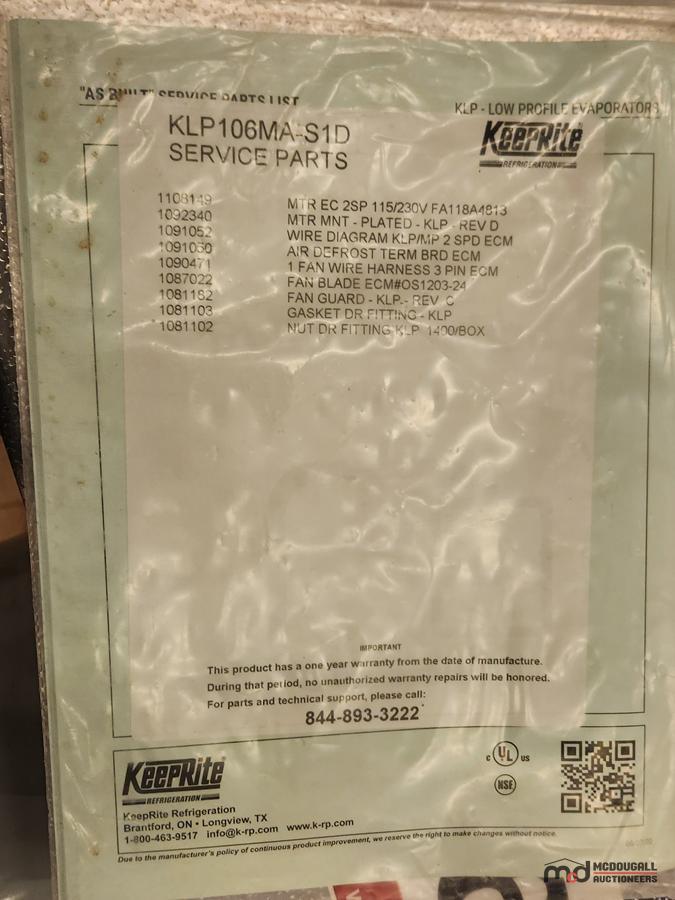 "AS BUILT" SERVICE PARTS LIST
KLP - LOW PROFILE EVAPORATORS
KLP106MA-S1D
SERVICE PARTS
KeepRite
REFRIGERATION
1108149 MTR EC 2SP 115/230V FA118A4813
1092340 MTR MNT - PLATED - KLP - REV D
1091052 WIRE DIAGRAM KLP/MP 2 SPD ECM
1091050 AIR DEFROST TERM BRD ECM
1090471 1 FAN WIRE HARNESS 3 PIN ECM
1087022 FAN BLADE ECM#OS1203-24
1081182 FAN GUARD - KLP - REV C
1081103 GASKET DR FITTING - KLP
1081102 NUT DR FITTING KLP 1400/BOX
IMPORTANT
This product has a one year warranty from the date of manufacture.
During that period, no unauthorized warranty repairs will be honored.
For parts and technical support, please call:
844-893-3222
KeepRite
REFRIGERATION
KeepRite Refrigeration
Brantford, ON • Longview, TX
1-800-463-9517 info@k-rp.com www.k-rp.com
C UL US
NSF
Due to the manufacturer's policy of continuous product improvement, we reserve the right to make changes without notice.
md MCDOUGALL
AUCTIONEERS